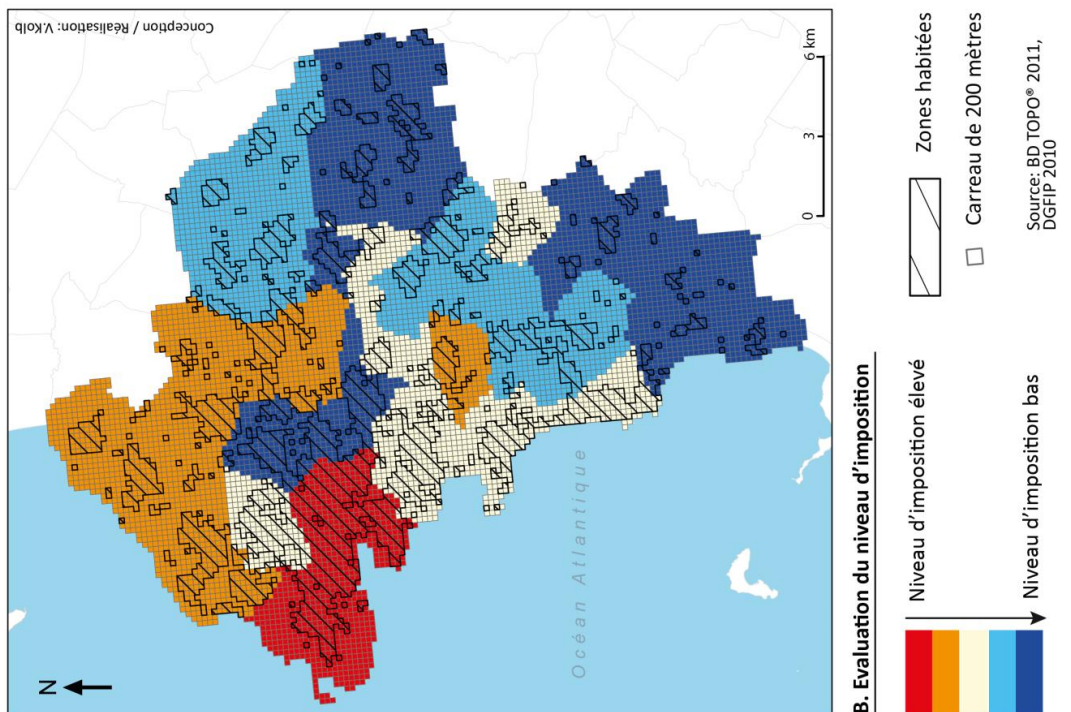 N
Conception / Réalisation: V.Kolb
Océan Atlantique
0 3 6 km
B. Evaluation du niveau d'imposition
Niveau d'imposition élevé
Niveau d'imposition bas
Zones habitées
Carreau de 200 mètres
Source: BD TOPO® 2011,
DGFIP 2010